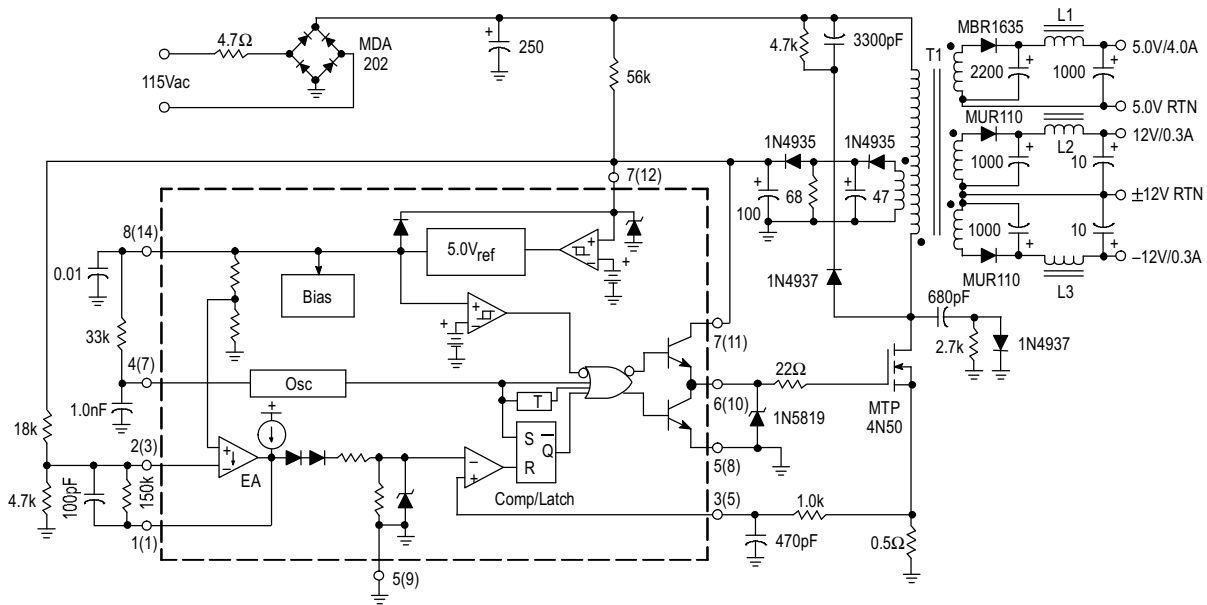 4.7Ω
MDA
202
115Vac
250
56k
4.7k
3300pF
T1
MBR1635
L1
5.0V/4.0A
2200
1000
5.0V RTN
MUR110
12V/0.3A
L2
1000
10
±12V RTN
1000
10
–12V/0.3A
MUR110
L3
1N4935
1N4935
7(12)
100
68
47
8(14)
5.0Vref
0.01
Bias
1N4937
680pF
33k
7(11)
2.7k
1N4937
4(7)
Osc
22Ω
1.0nF
T
6(10)
1N5819
MTP
4N50
18k
S
Q
R
2(3)
EA
5(8)
4.7k
100pF
150k
Comp/Latch
3(5)
1.0k
1(1)
470pF
0.5Ω
5(9)